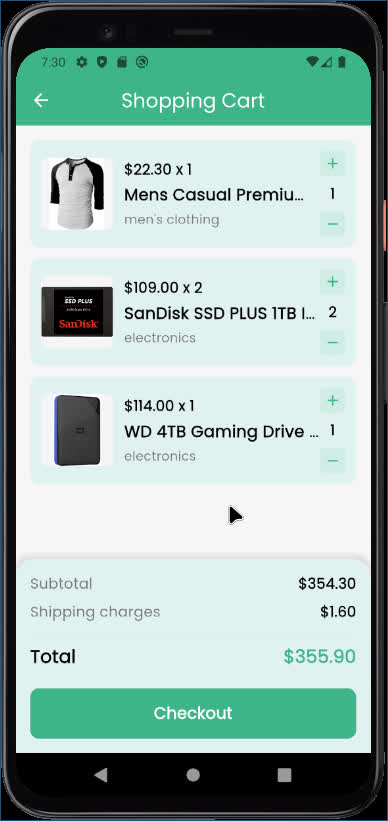 7:30
Shopping Cart
$22.30 x 1
Mens Casual Premiu...
men's clothing
+
1
−
SSD PLUS
SanDisk
$109.00 x 2
SanDisk SSD PLUS 1TB I...
electronics
+
2
−
$114.00 x 1
WD 4TB Gaming Drive ...
electronics
+
1
−
Subtotal $354.30
Shipping charges $1.60
Total $355.90
Checkout